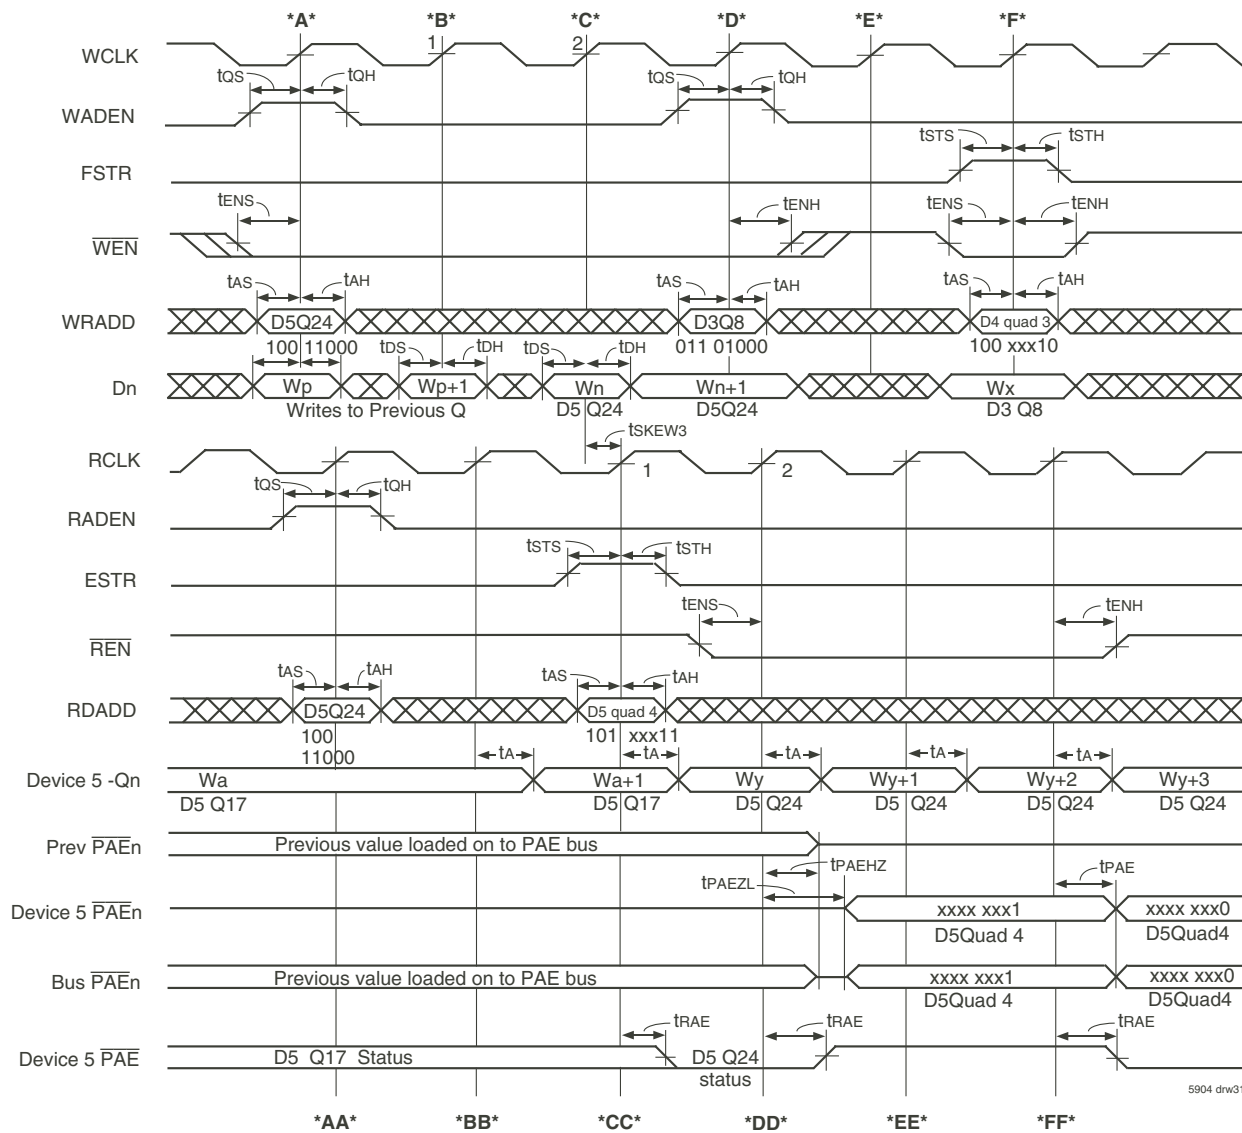 *A* *B* *C* *D* *E* *F*
WCLK 1 2
tQS tQH tQS tQH
WADEN
tSTS tSTH
FSTR
tENS tENH tENS tENH
WEN
tAS tAH tAS tAH tAS tAH
WRADD D5Q24 D3Q8 D4 quad 3
100 11000 tDS tDH tDS tDH 011 01000 100 xxx10
Dn Wp Wp+1 Wn Wn+1 Wx
Writes to Previous Q D5 Q24 D5Q24 D3 Q8
tSKEW3
RCLK 1 2
tQS tQH
RADEN
tSTS tSTH
ESTR
tENS tENH
REN
tAS tAH tAS tAH
RDADD D5Q24 D5 quad 4
100 101 xxx11
11000 tA tA tA tA tA
Device 5 -Qn Wa Wa+1 Wy Wy+1 Wy+2 Wy+3
D5 Q17 D5 Q17 D5 Q24 D5 Q24 D5 Q24 D5 Q24
Prev PAEn Previous value loaded on to PAE bus
tPAEHZ tPAE
tPAEZL
Device 5 PAEn xxxx xxx1 xxxx xxx0
D5Quad 4 D5Quad4
Bus PAEn Previous value loaded on to PAE bus xxxx xxx1 xxxx xxx0
D5Quad 4 D5Quad4
tRAE tRAE tRAE
Device 5 PAE D5 Q17 Status D5 Q24
status
5904 drw31
*AA* *BB* *CC* *DD* *EE* *FF*